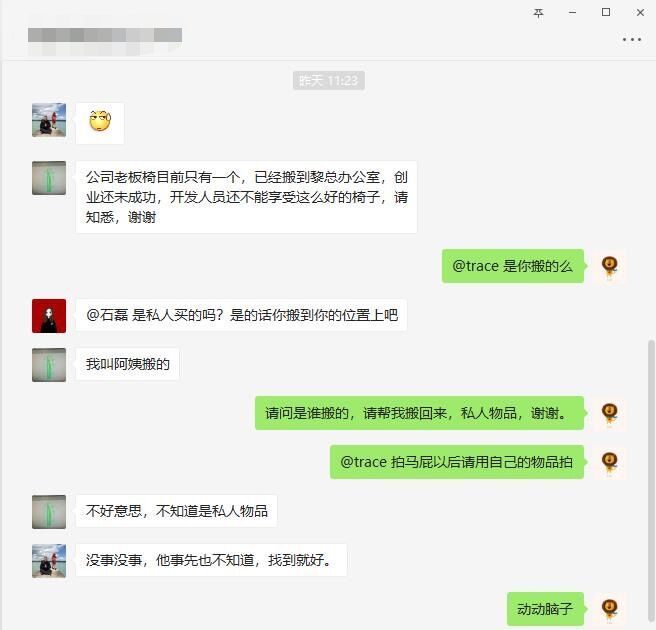 昨天 11:23
公司老板椅目前只有一个，已经搬到黎总办公室，创
业还未成功，开发人员还不能享受这么好的椅子，请
知悉，谢谢
@trace 是你搬的么
@石磊 是私人买的吗？是的话你搬到你的位置上吧
我叫阿姨搬的
请问是谁搬的，请帮我搬回来，私人物品，谢谢。
@trace 拍马屁以后请用自己的物品拍
不好意思，不知道是私人物品
没事没事，他事先也不知道，找到就好。
动动脑子